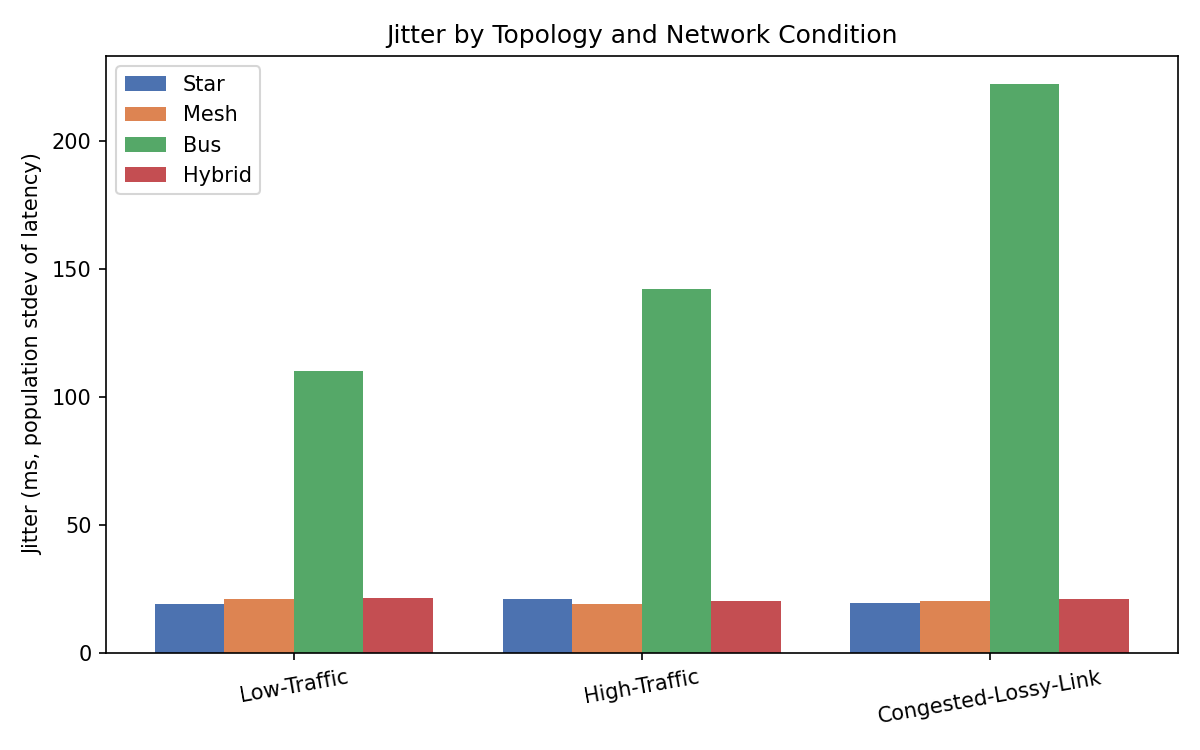 Jitter by Topology and Network Condition
Star
Mesh
Bus
Hybrid
Jitter (ms, population stdev of latency)
200
150
100
50
0
Low-Traffic
High-Traffic
Congested-Lossy-Link